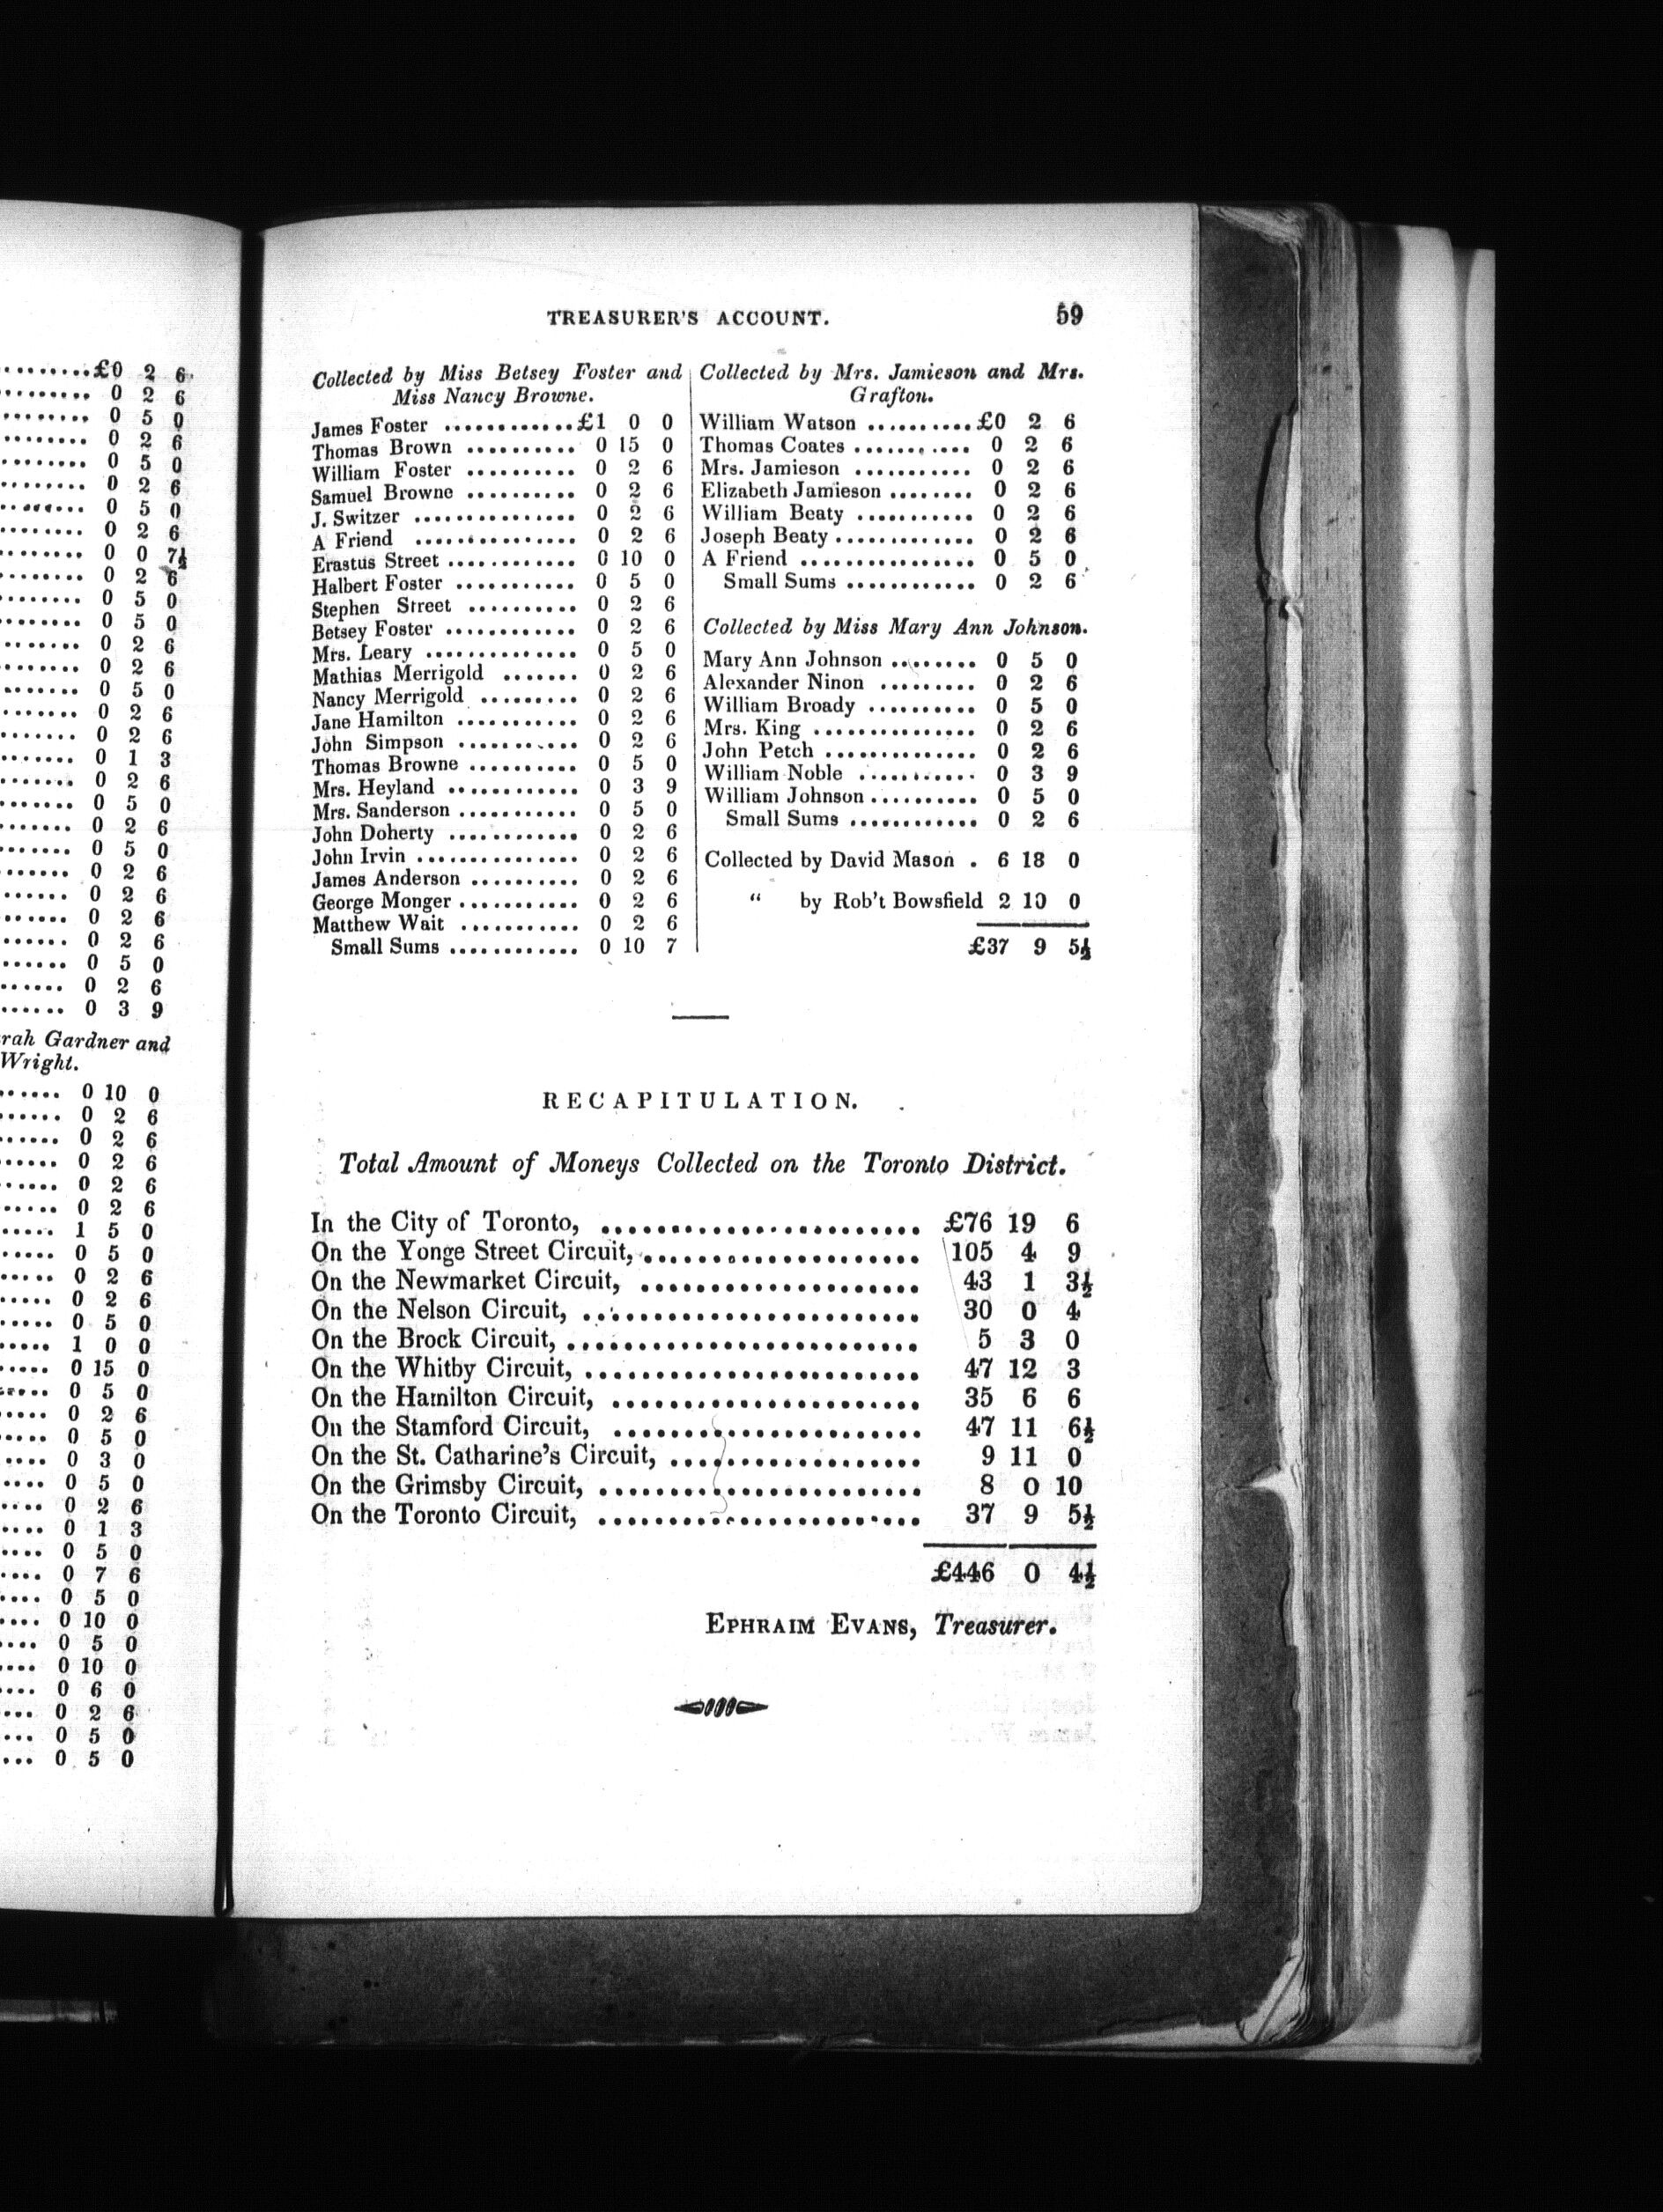 .........£0 2 6
......... 0 2 6
......... 0 5 0
........ 0 2 6
........ 0 5 0
........ 0 2 6
........ 0 5 0
........ 0 2 6
........ 0 0 7½
........ 0 2 6
........ 0 5 0
........ 0 5 0
........ 0 2 6
........ 0 2 6
........ 0 5 0
........ 0 2 6
........ 0 2 6
........ 0 1 3
........ 0 2 6
........ 0 5 0
....... 0 2 6
....... 0 5 0
....... 0 2 6
....... 0 2 6
....... 0 2 6
....... 0 2 6
...... 0 5 0
...... 0 2 6
...... 0 3 9
rah Gardner and
Wright.
...... 0 10 0
...... 0 2 6
...... 0 2 6
...... 0 2 6
...... 0 2 6
...... 0 2 6
..... 1 5 0
..... 0 5 0
..... 0 2 6
..... 0 2 6
..... 0 5 0
..... 1 0 0
..... 0 15 0
..... 0 5 0
..... 0 2 6
..... 0 5 0
.... 0 3 0
.... 0 5 0
.... 0 2 6
.... 0 1 3
.... 0 5 0
.... 0 7 6
.... 0 5 0
.... 0 10 0
.... 0 5 0
.... 0 10 0
.... 0 6 0
... 0 2 6
... 0 5 0
... 0 5 0
TREASURER'S ACCOUNT. 59
Collected by Miss Betsey Foster and
Miss Nancy Browne.
James Foster ............£1 0 0
Thomas Brown .......... 0 15 0
William Foster .......... 0 2 6
Samuel Browne .......... 0 2 6
J. Switzer ............... 0 2 6
A Friend ............... 0 2 6
Erastus Street ............ 0 10 0
Halbert Foster ........... 0 5 0
Stephen Street .......... 0 2 6
Betsey Foster ............ 0 2 6
Mrs. Leary .............. 0 5 0
Mathias Merrigold ....... 0 2 6
Nancy Merrigold ......... 0 2 6
Jane Hamilton ........... 0 2 6
John Simpson ........... 0 2 6
Thomas Browne .......... 0 5 0
Mrs. Heyland ............ 0 3 9
Mrs. Sanderson ........... 0 5 0
John Doherty ............ 0 2 6
John Irvin ............... 0 2 6
James Anderson .......... 0 2 6
George Monger ........... 0 2 6
Matthew Wait ........... 0 2 6
Small Sums ............ 0 10 7
Collected by Mrs. Jamieson and Mrs.
Grafton.
William Watson ..........£0 2 6
Thomas Coates ........... 0 2 6
Mrs. Jamieson ........... 0 2 6
Elizabeth Jamieson ........ 0 2 6
William Beaty ........... 0 2 6
Joseph Beaty ............. 0 2 6
A Friend ................ 0 5 0
Small Sums ............ 0 2 6
Collected by Miss Mary Ann Johnson.
Mary Ann Johnson ........ 0 5 0
Alexander Ninon ......... 0 2 6
William Broady .......... 0 5 0
Mrs. King .............. 0 2 6
John Petch .............. 0 2 6
William Noble ........... 0 3 9
William Johnson .......... 0 5 0
Small Sums ............ 0 2 6
Collected by David Mason . 6 18 0
" by Rob't Bowsfield 2 10 0
£37 9 5½
RECAPITULATION.
Total Amount of Moneys Collected on the Toronto District.
In the City of Toronto, ....................... £76 19 6
On the Yonge Street Circuit, .................... 105 4 9
On the Newmarket Circuit, .................... 43 1 3½
On the Nelson Circuit, ........................ 30 0 4
On the Brock Circuit, ......................... 5 3 0
On the Whitby Circuit, ........................ 47 12 3
On the Hamilton Circuit, ...................... 35 6 6
On the Stamford Circuit, ...................... 47 11 6½
On the St. Catharine's Circuit, .................. 9 11 0
On the Grimsby Circuit, ....................... 8 0 10
On the Toronto Circuit, ....................... 37 9 5½
£446 0 4½
EPHRAIM EVANS, Treasurer.